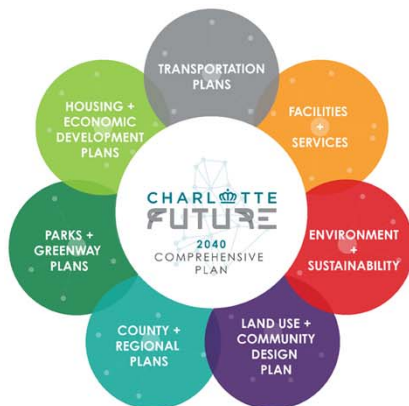 TRANSPORTATION
PLANS
HOUSING +
ECONOMIC
DEVELOPMENT
PLANS
FACILITIES
+
SERVICES
CHARLOTTE
FUTURE
2040
COMPREHENSIVE
PLAN
PARKS +
GREENWAY
PLANS
ENVIRONMENT
+
SUSTAINABILITY
COUNTY +
REGIONAL
PLANS
LAND USE +
COMMUNITY
DESIGN
PLAN